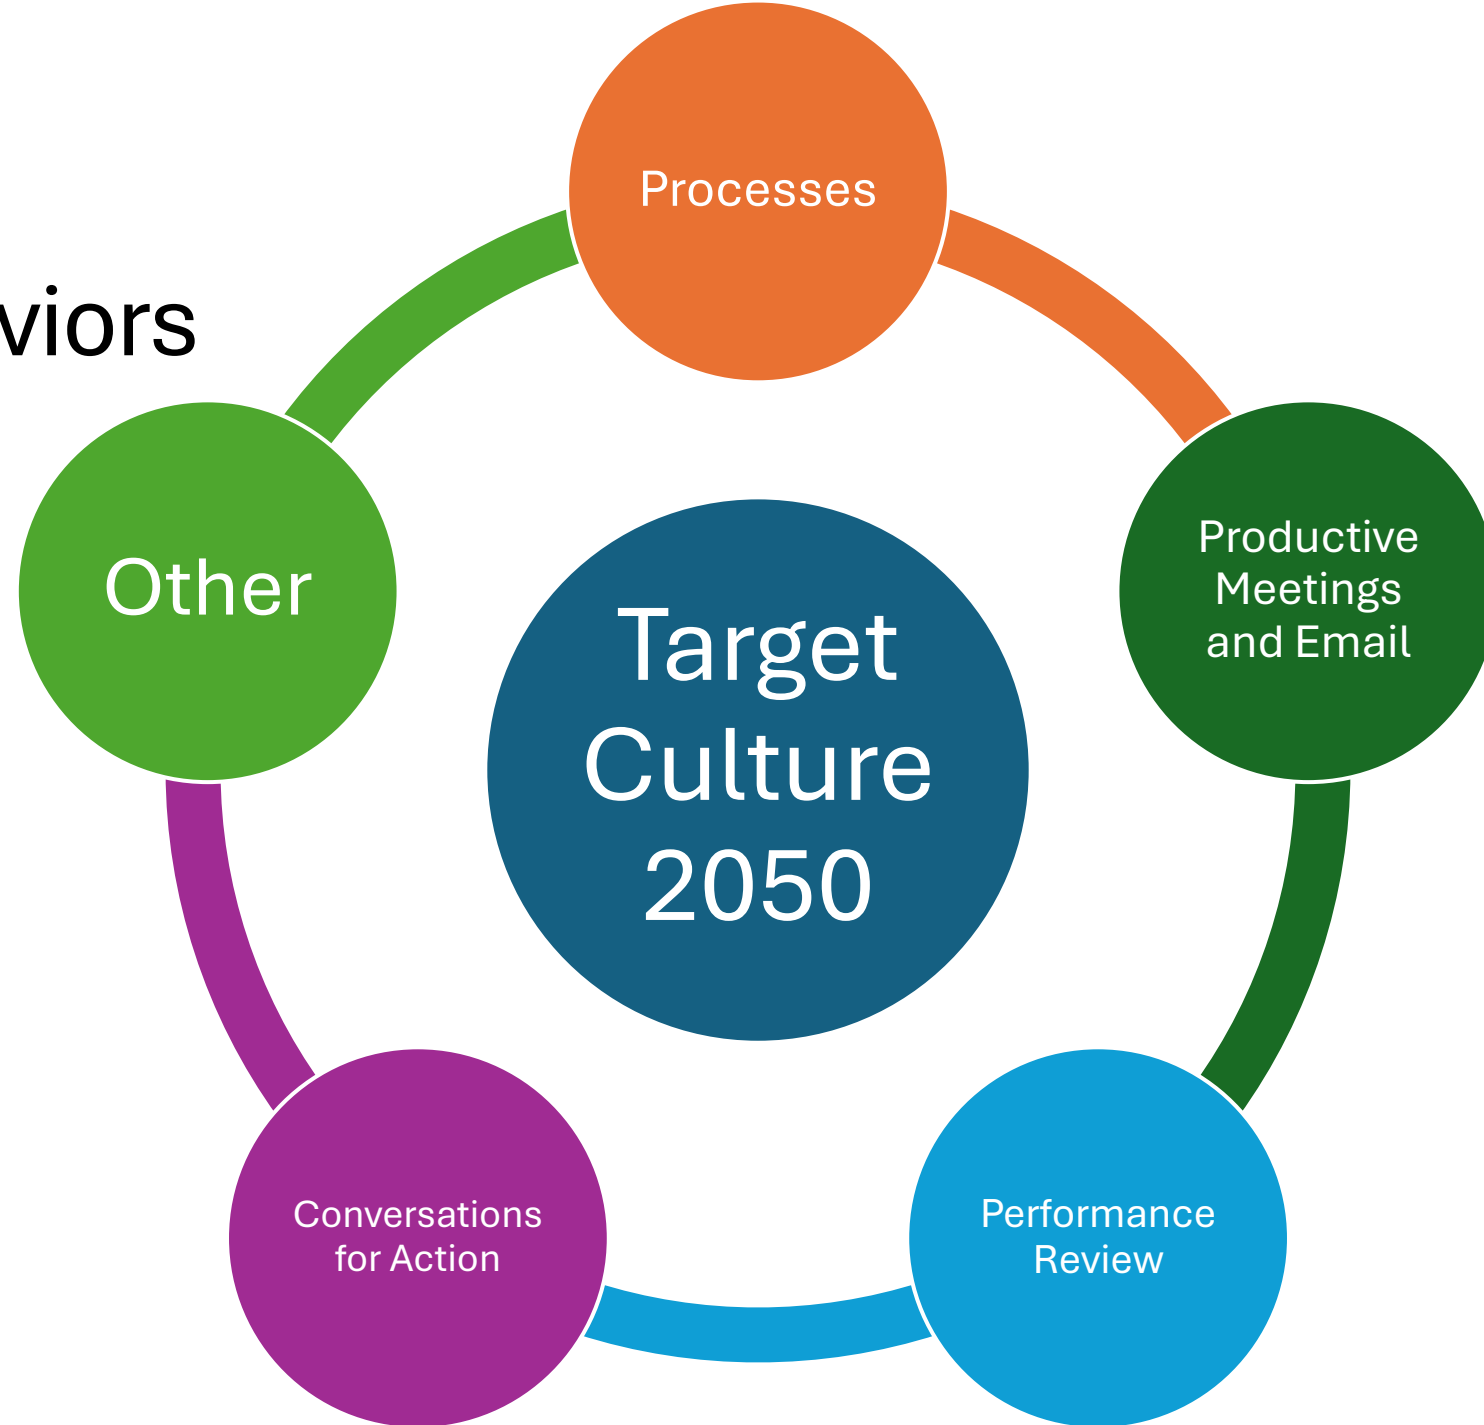 Processes
viors
Other
Productive
Meetings
and Email
Target
Culture
2050
Conversations
for Action
Performance
Review